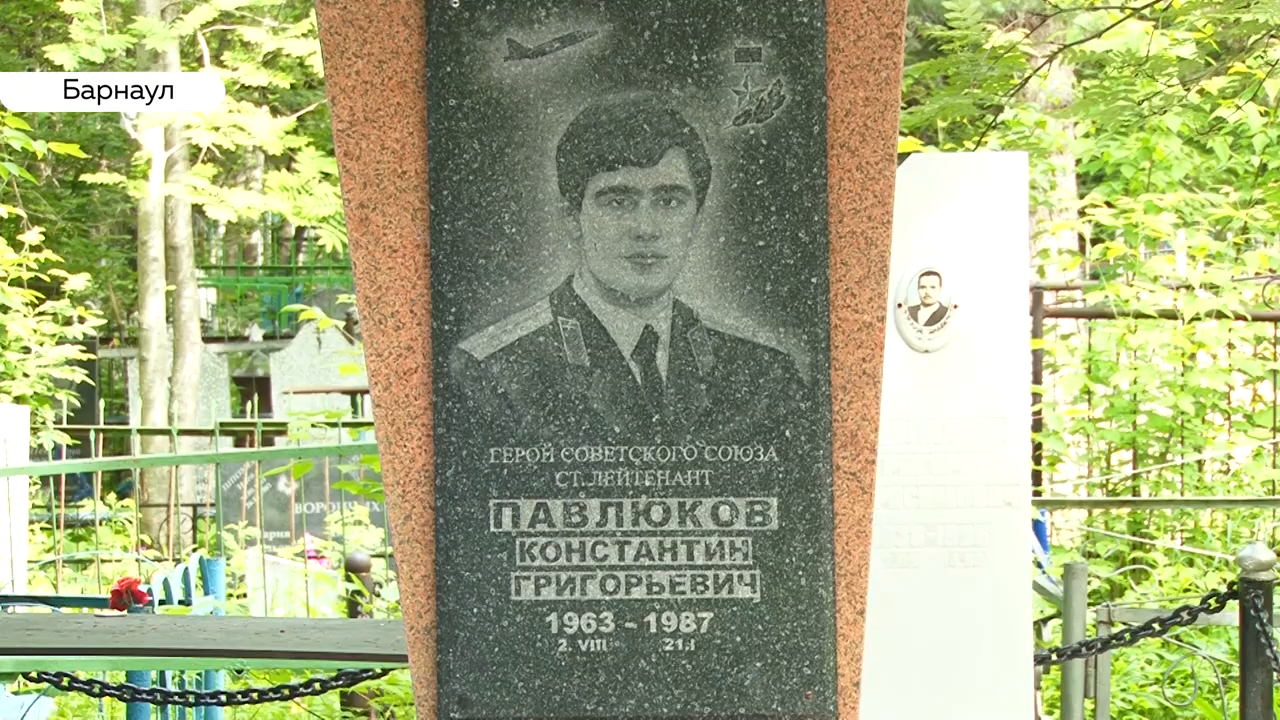 Барнаул
ГЕРОЙ СОВЕТСКОГО СОЮЗА
СТ. ЛЕЙТЕНАНТ
ПАВЛЮКОВ
КОНСТАНТИН
ГРИГОРЬЕВИЧ
1963 - 1987
2. VIII 21.I